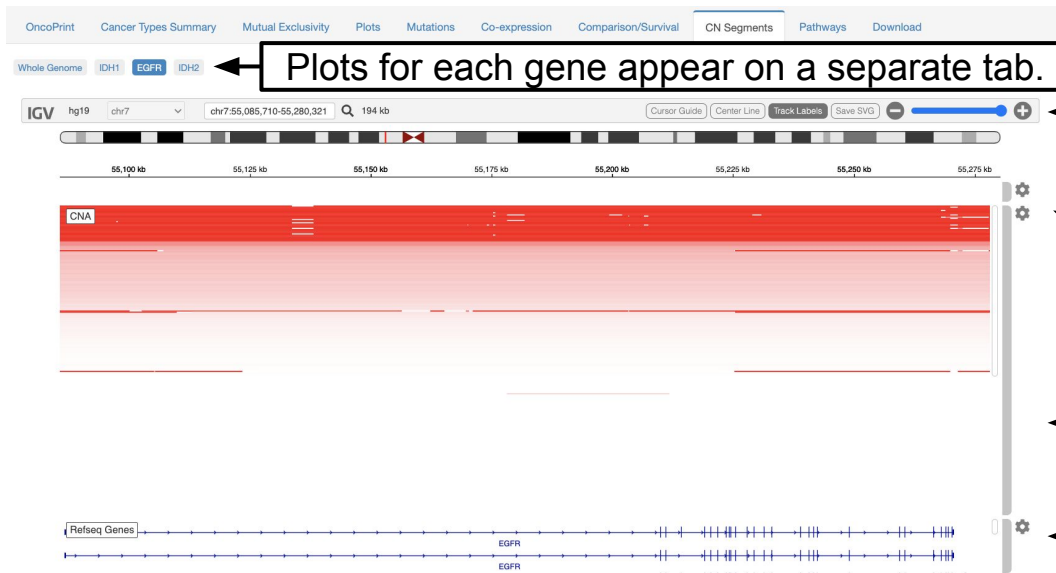 OncoPrint Cancer Types Summary Mutual Exclusivity Plots Mutations Co-expression Comparison/Survival CN Segments Pathways Download
Whole Genome IDH1 EGFR IDH2 Plots for each gene appear on a separate tab.
IGV hg19 chr7 chr7:55,085,710-55,280,321 194 kb Cursor Guide Center Line Track Labels Save SVG
55,100 kb 55,125 kb 55,150 kb 55,175 kb 55,200 kb 55,225 kb 55,250 kb 55,275 kb
CNA
Refseq Genes
EGFR
EGFR